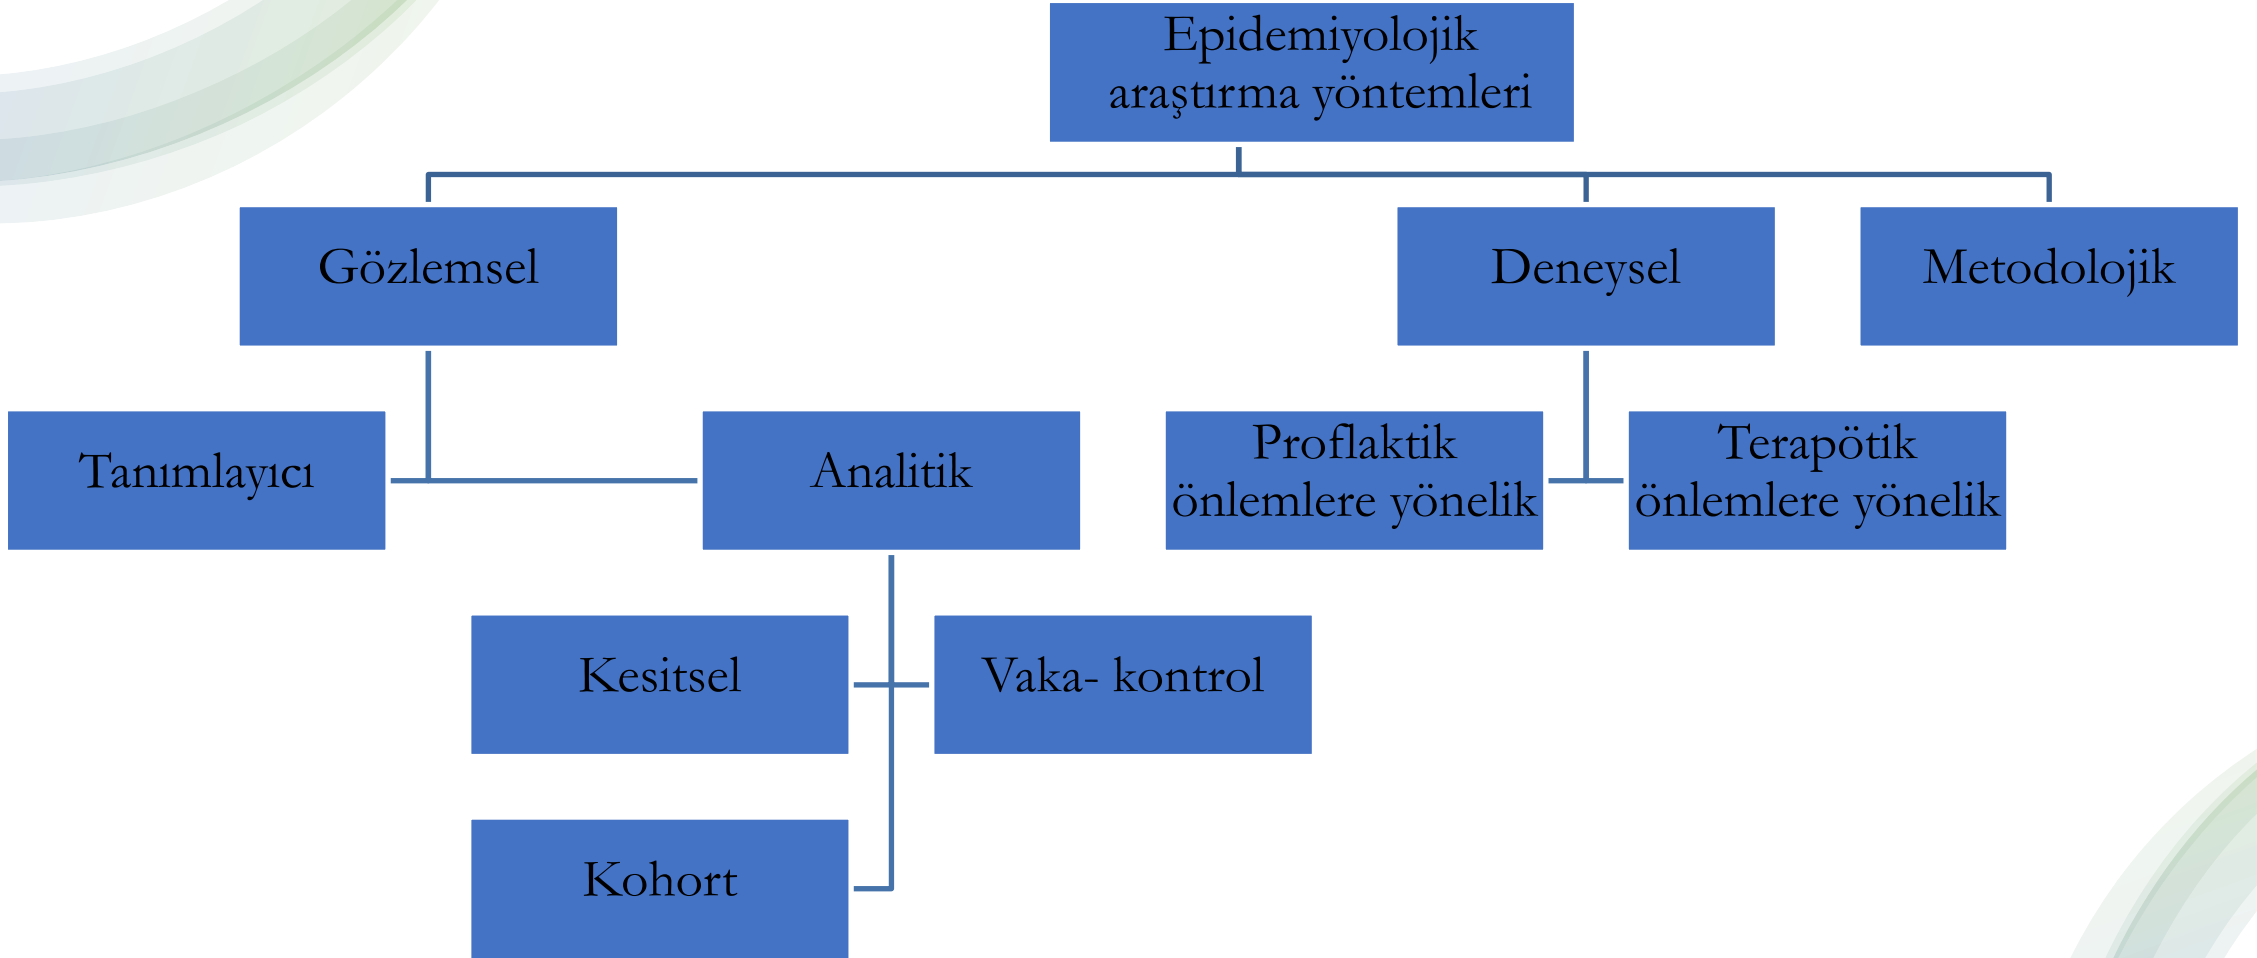 Epidemiyolojik
araştırma yöntemleri
Gözlemsel
Deneysel
Metodolojik
Tanımlayıcı
Analitik
Proflaktik
önlemlere yönelik
Terapötik
önlemlere yönelik
Kesitsel
Vaka- kontrol
Kohort